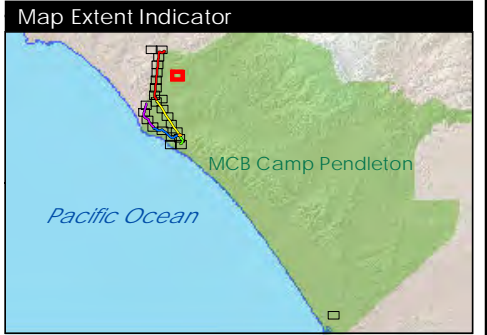 Map Extent Indicator
MCB Camp Pendleton
Pacific Ocean